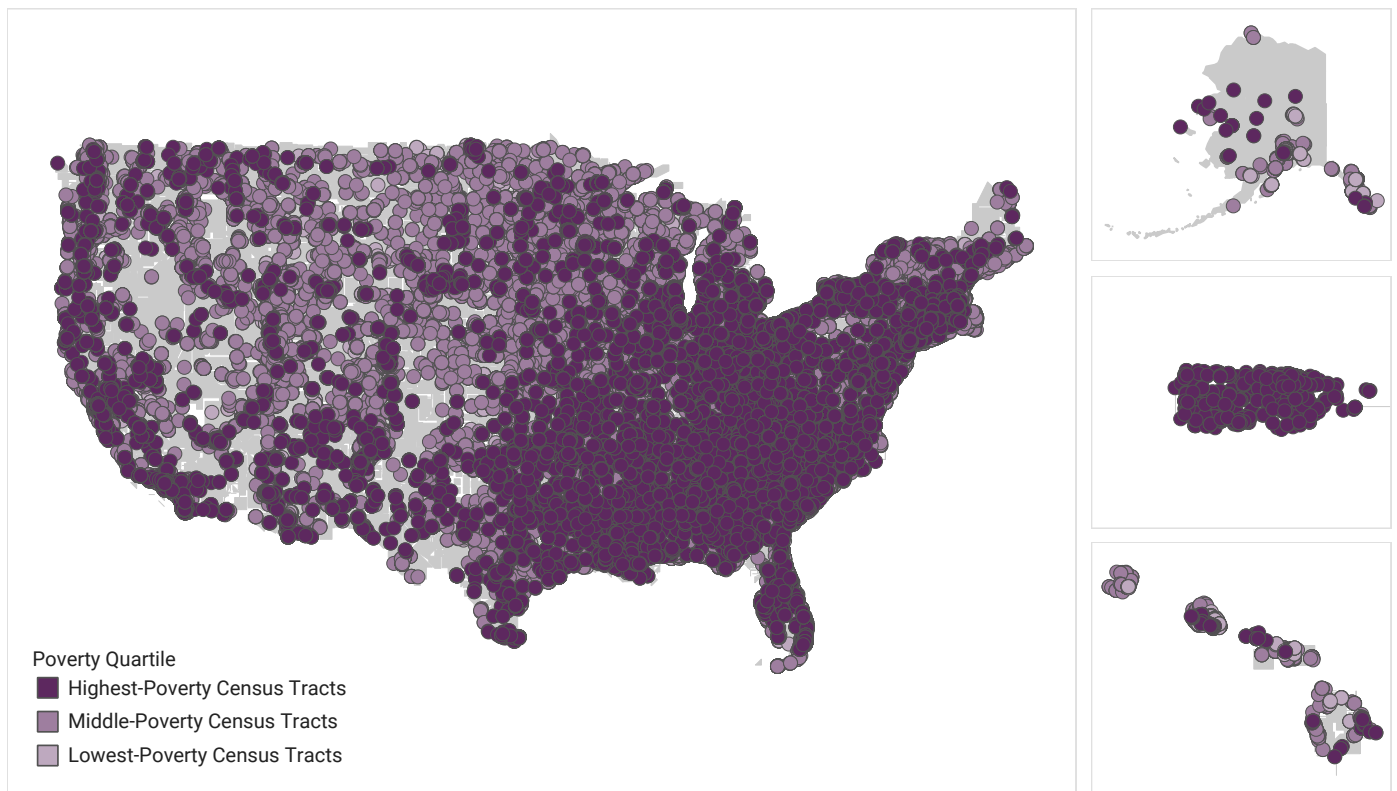 Poverty Quartile
Highest-Poverty Census Tracts
Middle-Poverty Census Tracts
Lowest-Poverty Census Tracts